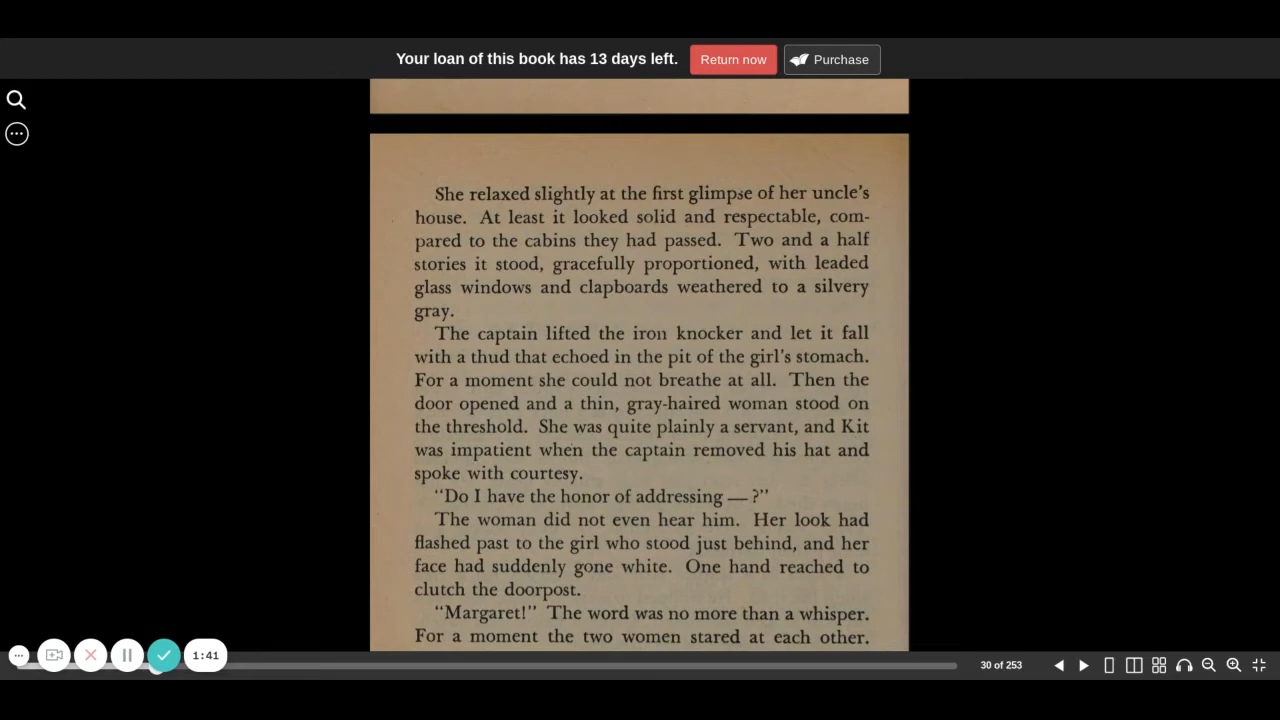 Your loan of this book has 13 days left. Return now Purchase
She relaxed slightly at the first glimpse of her uncle's
house. At least it looked solid and respectable, com-
pared to the cabins they had passed. Two and a half
stories it stood, gracefully proportioned, with leaded
glass windows and clapboards weathered to a silvery
gray.
The captain lifted the iron knocker and let it fall
with a thud that echoed in the pit of the girl's stomach.
For a moment she could not breathe at all. Then the
door opened and a thin, gray-haired woman stood on
the threshold. She was quite plainly a servant, and Kit
was impatient when the captain removed his hat and
spoke with courtesy.
"Do I have the honor of addressing — ?"
The woman did not even hear him. Her look had
flashed past to the girl who stood just behind, and her
face had suddenly gone white. One hand reached to
clutch the doorpost.
"Margaret!" The word was no more than a whisper.
For a moment the two women stared at each other.
1:41
30 of 253